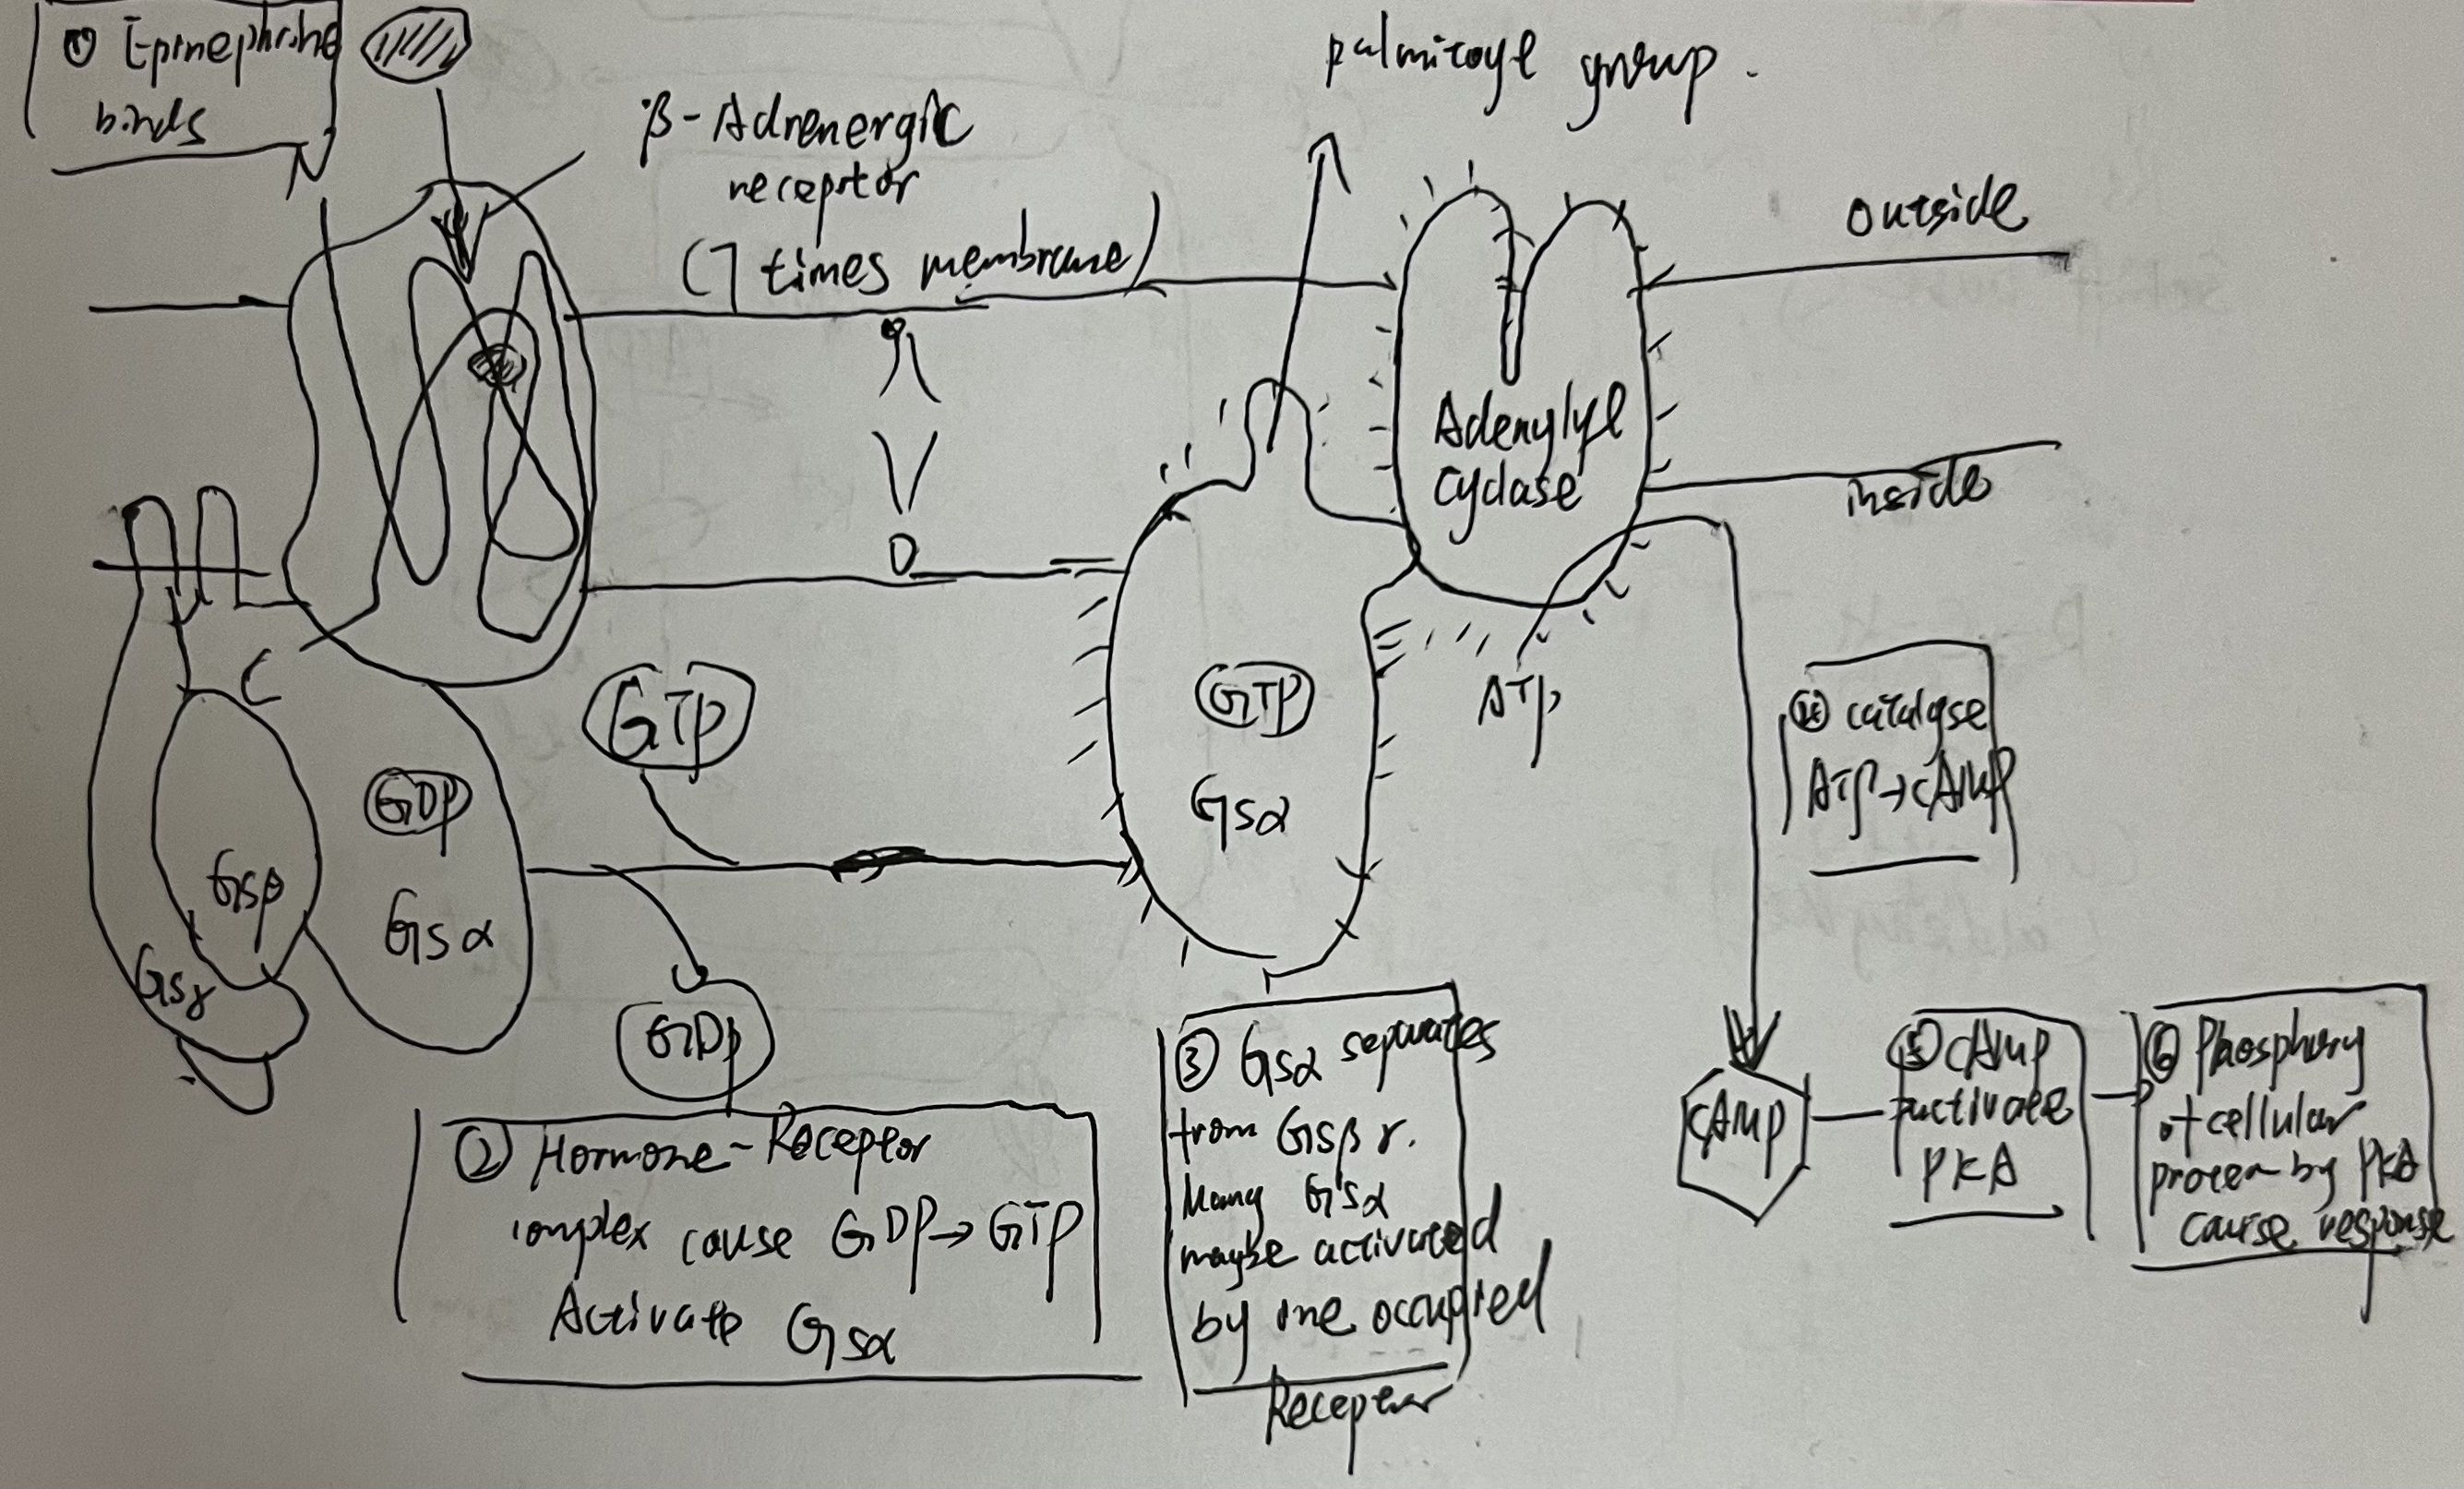 ① Epinephrine
binds
N
β-Adrenergic
receptor
(7 times membrane)
palmitoyl group.
outside
inside
Adenylyl
cyclase
C
GTP
GDP
Gsα
Gsβ
Gsγ
GDP
GTP
Gsα
ATP
④ catalyse
ATP→cAMP
② Hormone-Receptor
complex cause GDP→GTP
Activate Gsα
③ Gsα separates
from Gsβγ.
Many Gsα
maybe activated
by one occupied
Receptor
cAMP
⑤ cAMP
activate
PKA
⑥ Phosphory
of cellular
protein by PKA
cause response